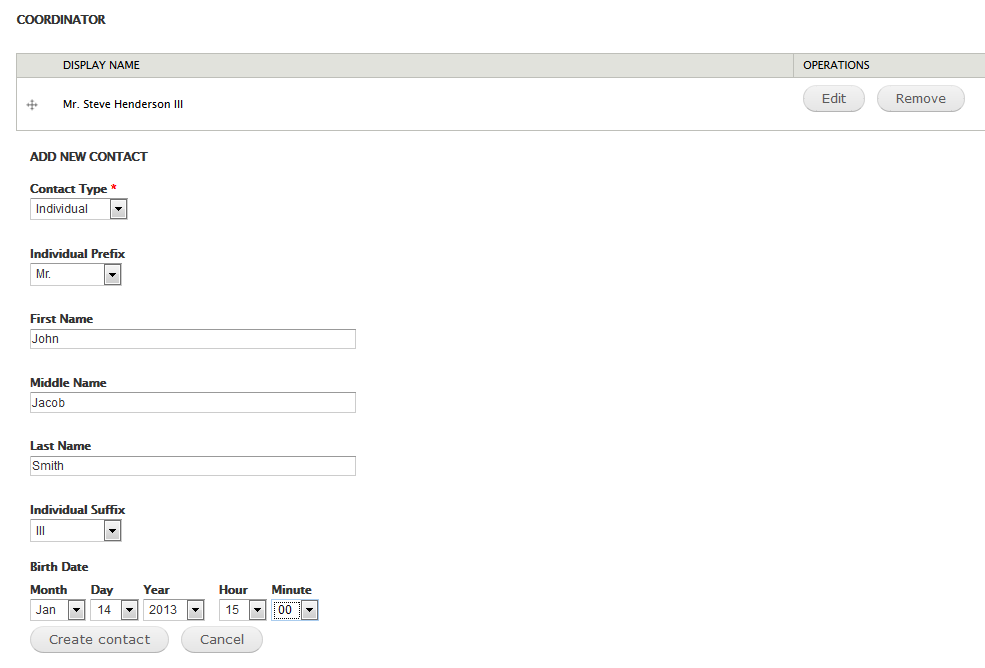 COORDINATOR
DISPLAY NAME OPERATIONS
Mr. Steve Henderson III Edit Remove
ADD NEW CONTACT
Contact Type *
Individual
Individual Prefix
Mr.
First Name
John
Middle Name
Jacob
Last Name
Smith
Individual Suffix
III
Birth Date
Month Day Year Hour Minute
Jan 14 2013 15 00
Create contact Cancel